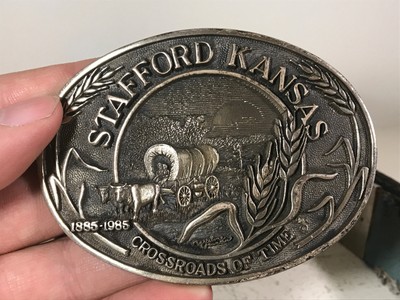 STAFFORD KANSAS
1885-1985
CROSSROADS OF TIME